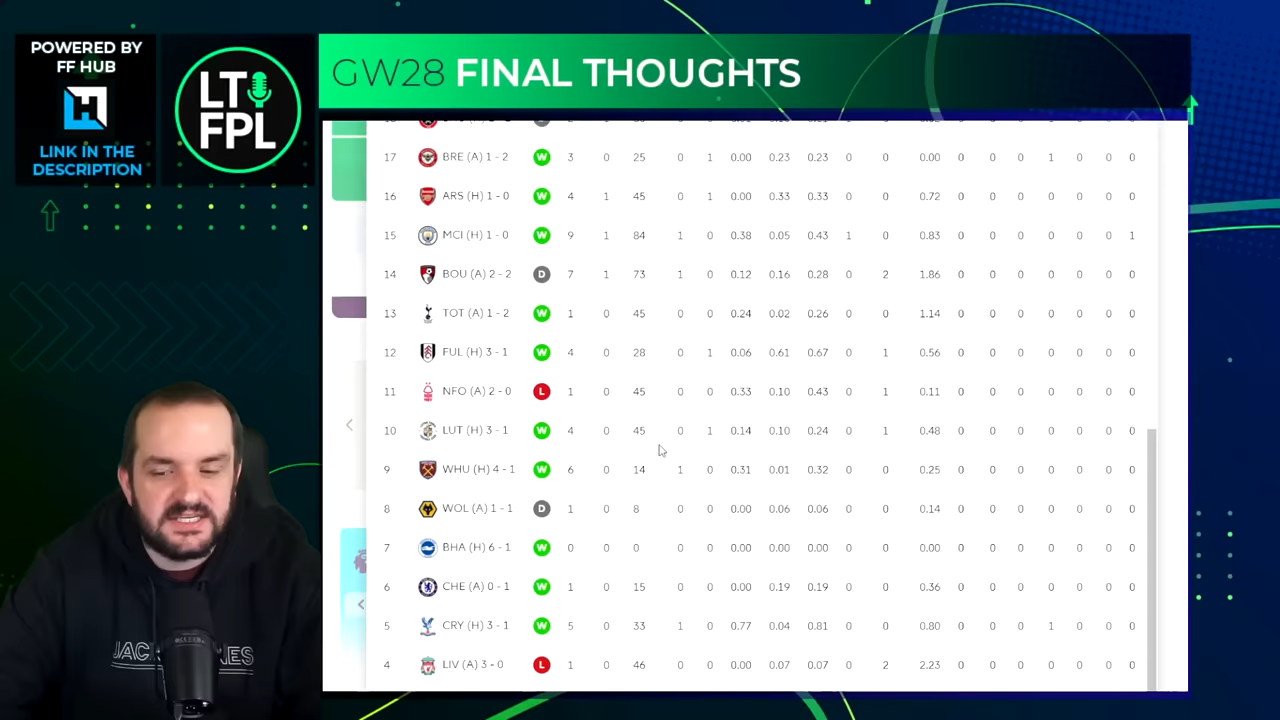 POWERED BY
FF HUB
LINK IN THE
DESCRIPTION
LT
FPL
GW28 FINAL THOUGHTS
17 BRE (A) 1 - 2 W 3 0 25 0 1 0.00 0.23 0.23 0 0 0.00 0 0 0 1 0 0 0
16 ARS (H) 1 - 0 W 4 1 45 0 1 0.00 0.33 0.33 0 0 0.72 0 0 0 0 0 0 0
15 MCI (H) 1 - 0 W 9 1 84 1 0 0.38 0.05 0.43 1 0 0.83 0 0 0 0 0 0 1
14 BOU (A) 2 - 2 D 7 1 73 1 0 0.12 0.16 0.28 0 2 1.86 0 0 0 0 0 0 0
13 TOT (A) 1 - 2 W 1 0 45 0 0 0.24 0.02 0.26 0 0 1.14 0 0 0 0 0 0 0
12 FUL (H) 3 - 1 W 4 0 28 0 1 0.06 0.61 0.67 0 1 0.56 0 0 0 0 0 0 0
11 NFO (A) 2 - 0 L 1 0 45 0 0 0.33 0.10 0.43 0 1 0.11 0 0 0 0 0 0 0
10 LUT (H) 3 - 1 W 4 0 45 0 1 0.14 0.10 0.24 0 1 0.48 0 0 0 0 0 0 0
9 WHU (H) 4 - 1 W 6 0 14 1 0 0.31 0.01 0.32 0 0 0.25 0 0 0 0 0 0 0
8 WOL (A) 1 - 1 D 1 0 8 0 0 0.00 0.06 0.06 0 0 0.14 0 0 0 0 0 0 0
7 BHA (H) 6 - 1 W 0 0 0 0 0 0.00 0.00 0.00 0 0 0.00 0 0 0 0 0 0 0
6 CHE (A) 0 - 1 W 1 0 15 0 0 0.00 0.19 0.19 0 0 0.36 0 0 0 0 0 0 0
5 CRY (H) 3 - 1 W 5 0 33 1 0 0.77 0.04 0.81 0 0 0.80 0 0 0 1 0 0 0
4 LIV (A) 3 - 0 L 1 0 46 0 0 0.00 0.07 0.07 0 2 2.23 0 0 0 0 0 0 0